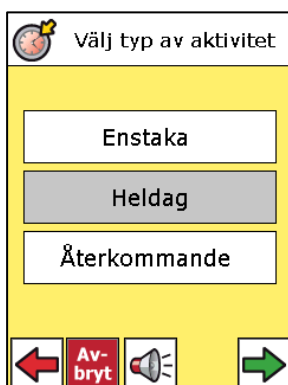 Välj typ av aktivitet
Enstaka
Heldag
Återkommande
Av-
bryt